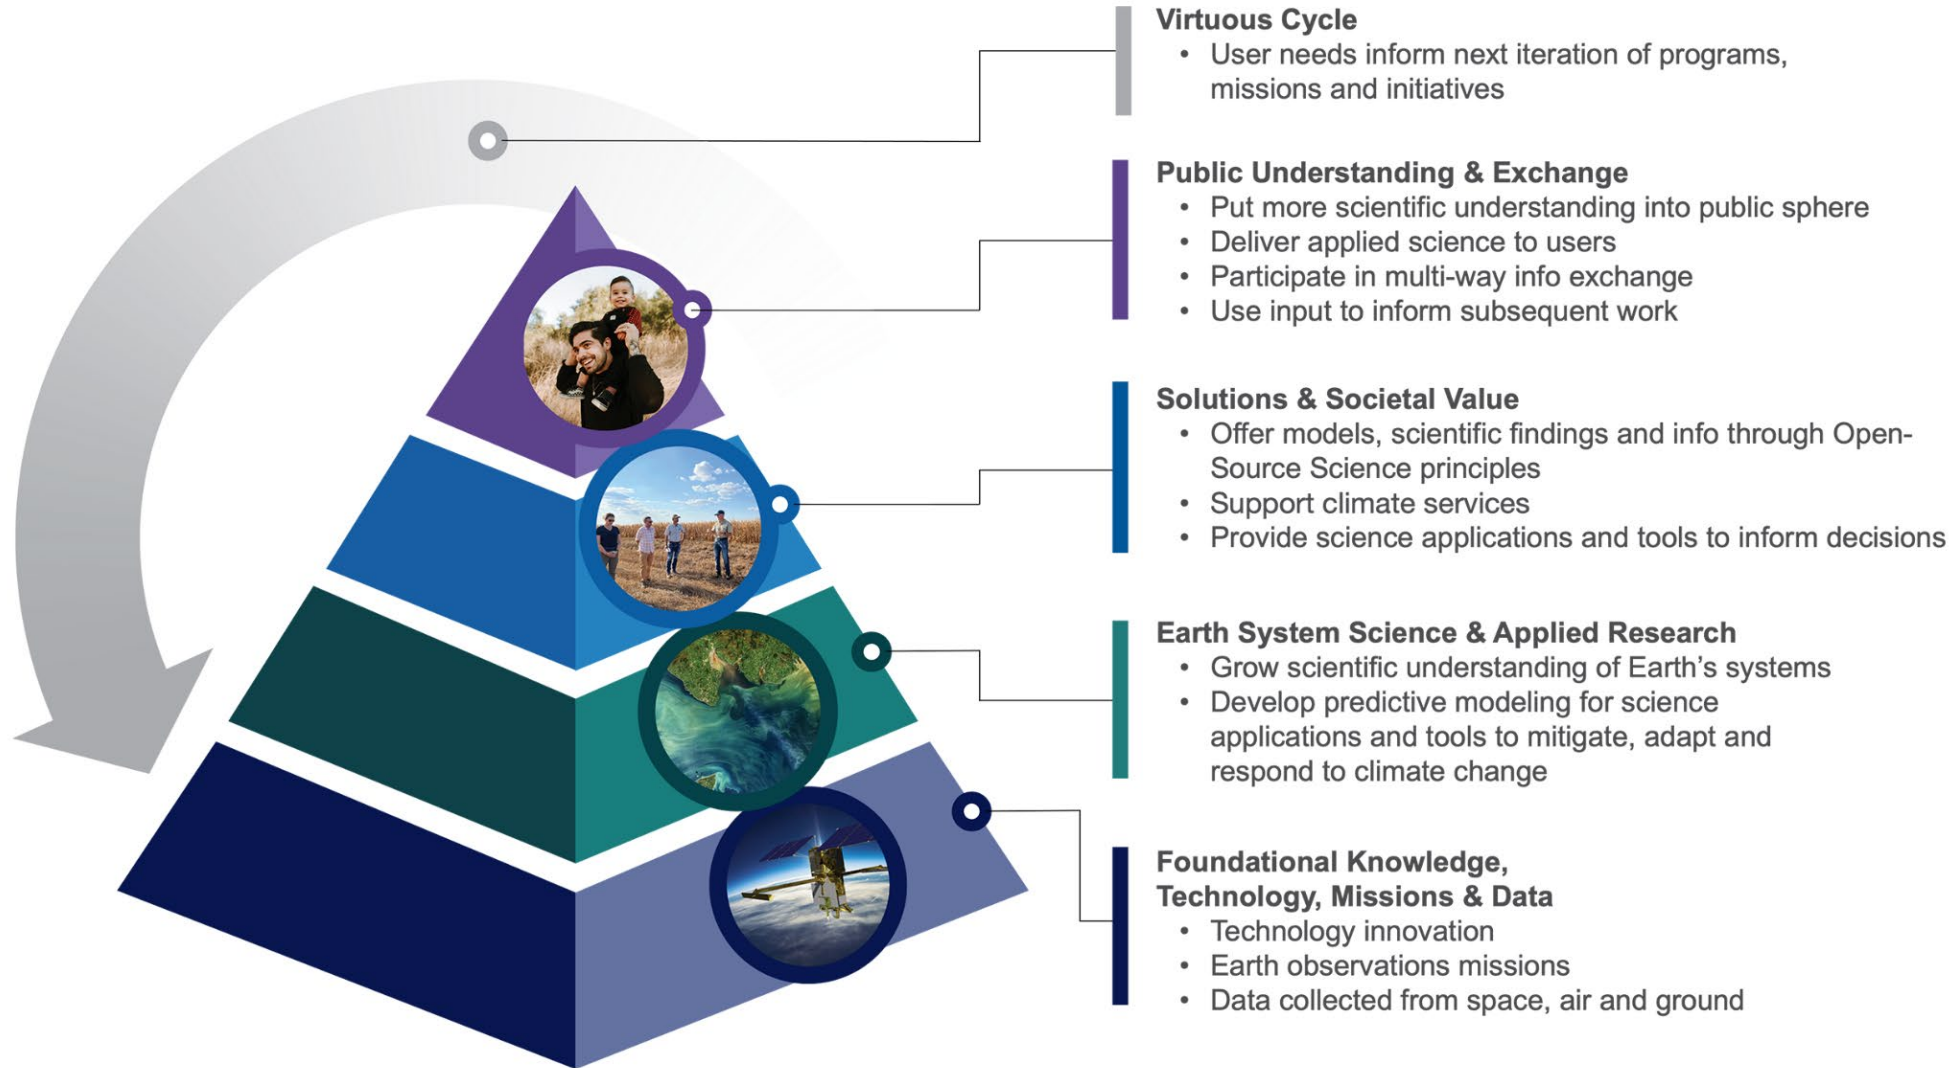 Virtuous Cycle
• User needs inform next iteration of programs,
missions and initiatives
Public Understanding & Exchange
• Put more scientific understanding into public sphere
• Deliver applied science to users
• Participate in multi-way info exchange
• Use input to inform subsequent work
Solutions & Societal Value
• Offer models, scientific findings and info through Open-
Source Science principles
• Support climate services
• Provide science applications and tools to inform decisions
Earth System Science & Applied Research
• Grow scientific understanding of Earth’s systems
• Develop predictive modeling for science
applications and tools to mitigate, adapt and
respond to climate change
Foundational Knowledge,
Technology, Missions & Data
• Technology innovation
• Earth observations missions
• Data collected from space, air and ground